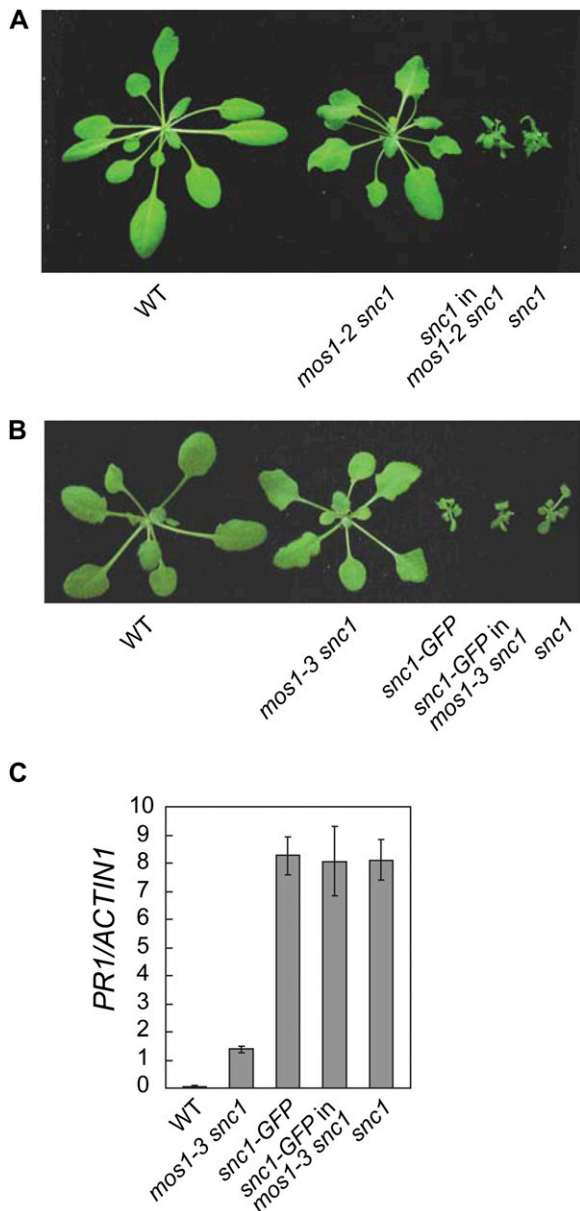 A
WT
mos1-2 snc1
snc1 in
mos1-2 snc1
snc1
B
WT
mos1-3 snc1
snc1-GFP
snc1-GFP in
mos1-3 snc1
snc1
C
PR1/ACTIN1
10
9
8
7
6
5
4
3
2
1
0
WT
mos1-3 snc1
snc1-GFP
snc1-GFP in
mos1-3 snc1
snc1